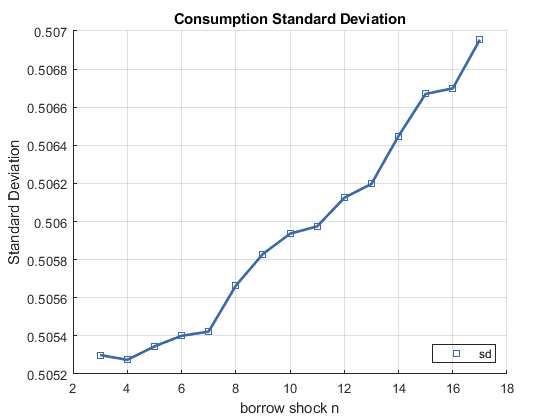 Consumption Standard Deviation
0.507
0.5068
0.5066
0.5064
0.5062
0.506
0.5058
0.5056
0.5054
0.5052
Standard Deviation
sd
2 4 6 8 10 12 14 16 18
borrow shock n